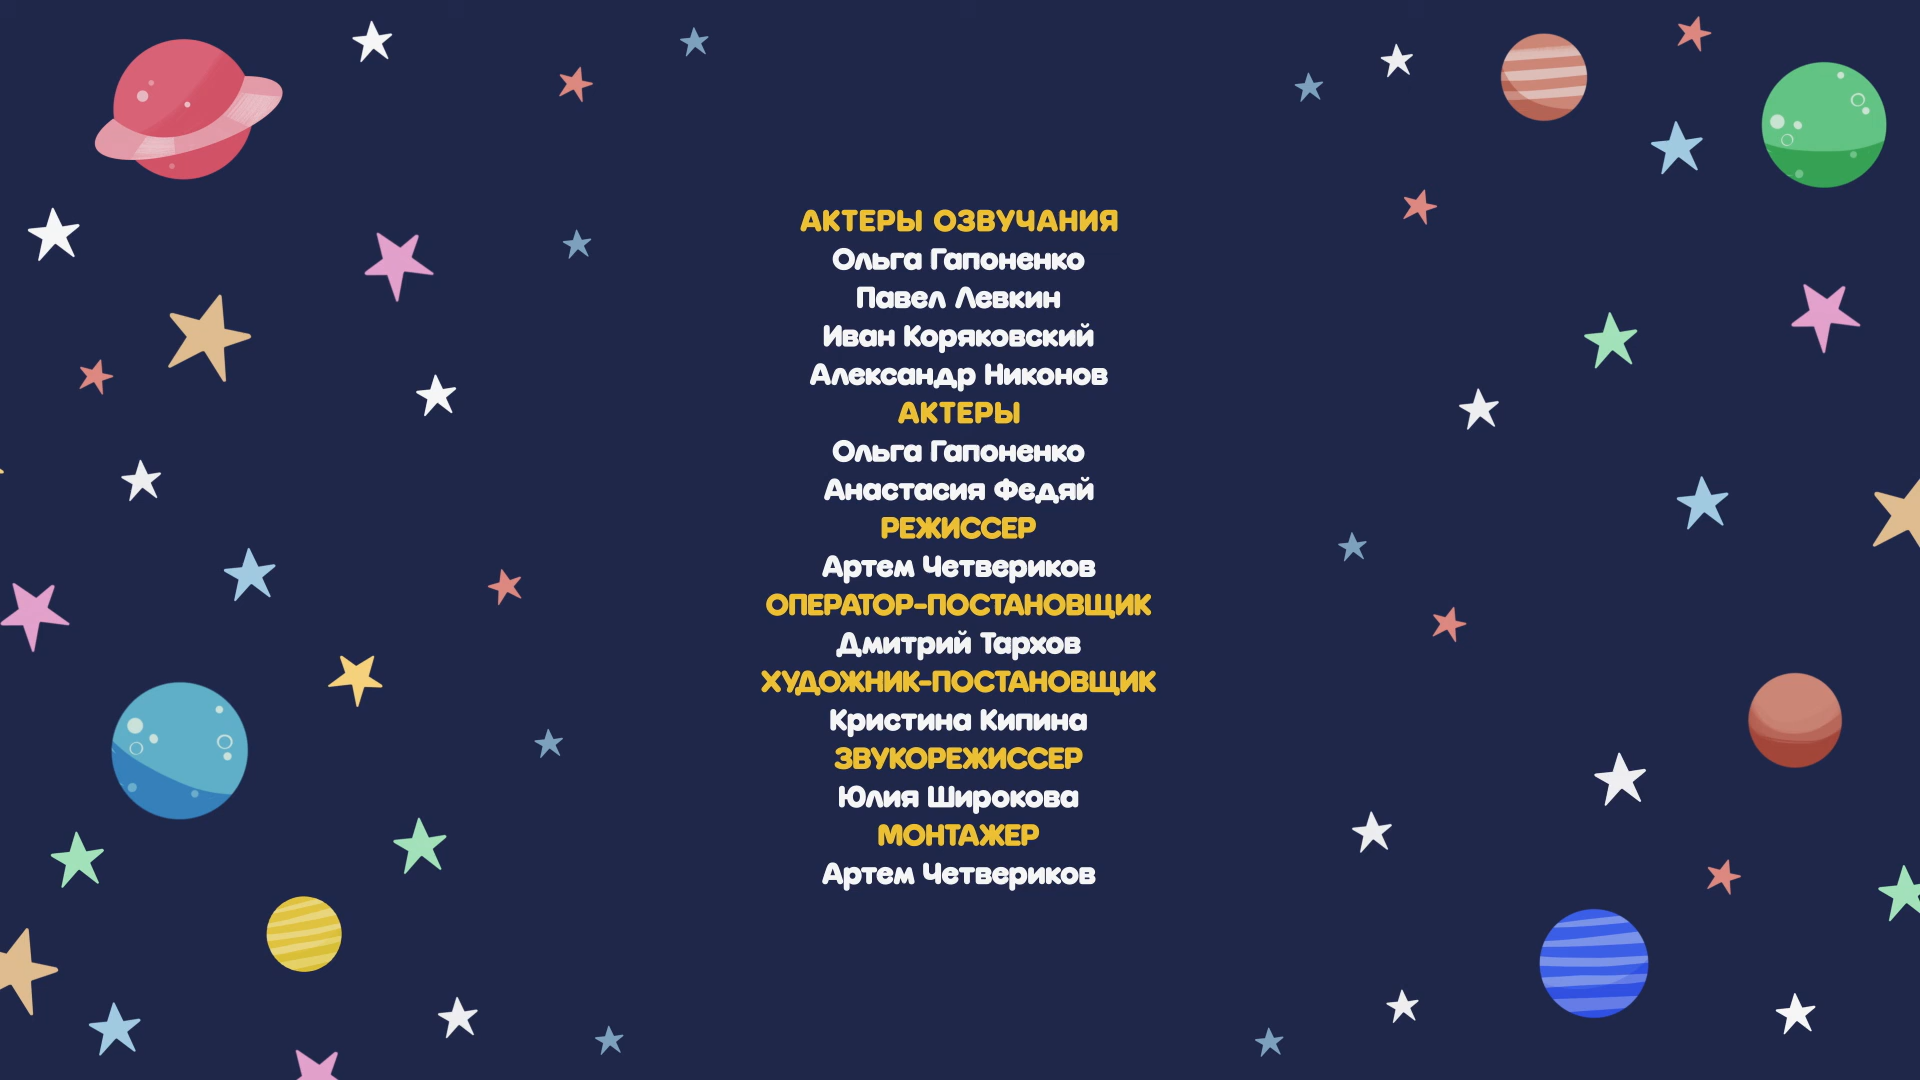 АКТЕРЫ ОЗВУЧАНИЯ
Ольга Гапоненко
Павел Левкин
Иван Коряковский
Александр Никонов
АКТЕРЫ
Ольга Гапоненко
Анастасия Федяй
РЕЖИССЕР
Артем Четвериков
ОПЕРАТОР-ПОСТАНОВЩИК
Дмитрий Тархов
ХУДОЖНИК-ПОСТАНОВЩИК
Кристина Кипина
ЗВУКОРЕЖИССЕР
Юлия Широкова
МОНТАЖЕР
Артем Четвериков